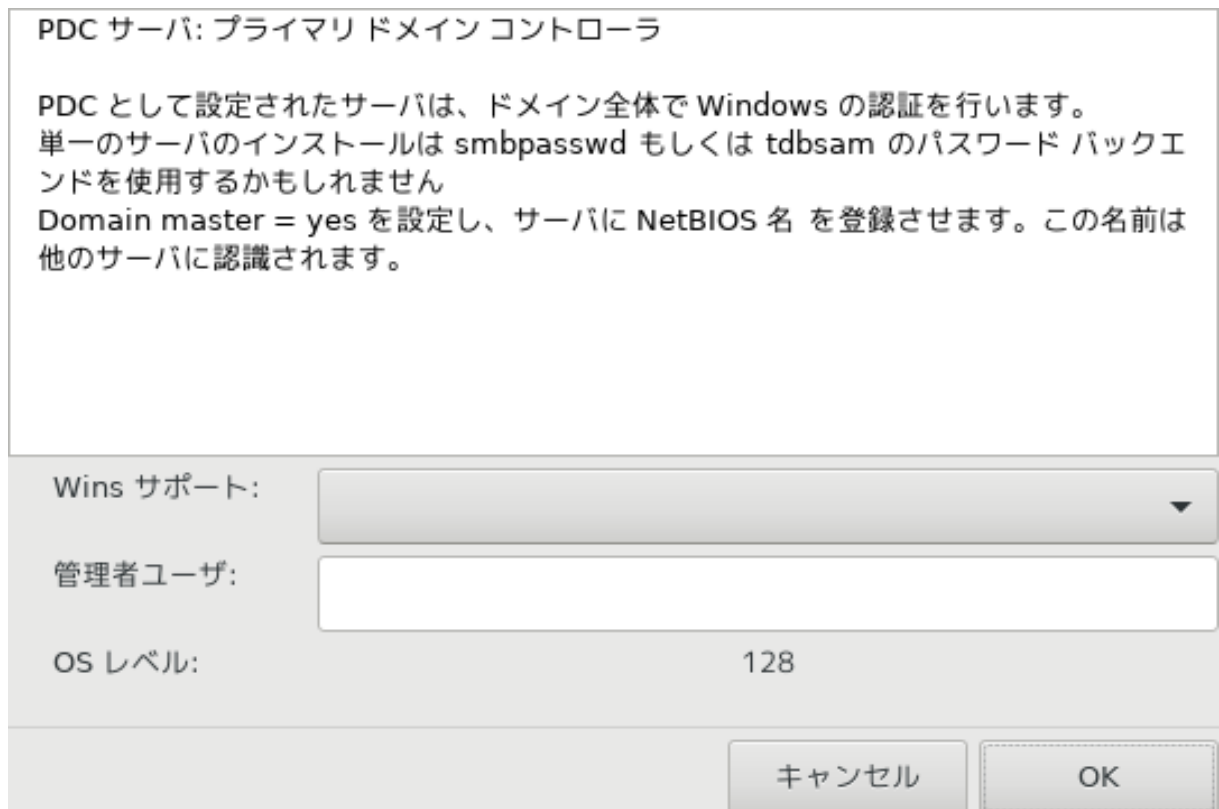 PDC サーバ: プライマリ ドメイン コントローラ
PDC として設定されたサーバは、ドメイン全体で Windows の認証を行います。
単一のサーバのインストールは smbpasswd もしくは tdbsam のパスワード バックエ
ンドを使用するかもしれません
Domain master = yes を設定し、サーバに NetBIOS 名 を登録させます。この名前は
他のサーバに認識されます。
Wins サポート:
管理者ユーザ:
OS レベル: 128
キャンセル OK